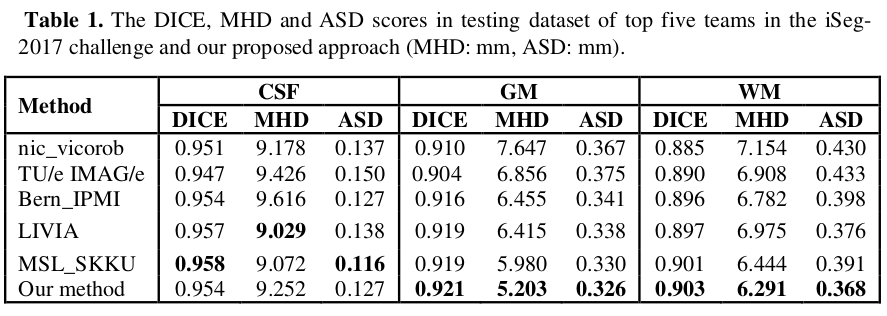 Table 1. The DICE, MHD and ASD scores in testing dataset of top five teams in the iSeg-
2017 challenge and our proposed approach (MHD: mm, ASD: mm).
Method CSF GM WM
DICE MHD ASD DICE MHD ASD DICE MHD ASD
nic_vicorob 0.951 9.178 0.137 0.910 7.647 0.367 0.885 7.154 0.430
TU/e IMAG/e 0.947 9.426 0.150 0.904 6.856 0.375 0.890 6.908 0.433
Bern_IPMI 0.954 9.616 0.127 0.916 6.455 0.341 0.896 6.782 0.398
LIVIA 0.957 9.029 0.138 0.919 6.415 0.338 0.897 6.975 0.376
MSL_SKKU 0.958 9.072 0.116 0.919 5.980 0.330 0.901 6.444 0.391
Our method 0.954 9.252 0.127 0.921 5.203 0.326 0.903 6.291 0.368